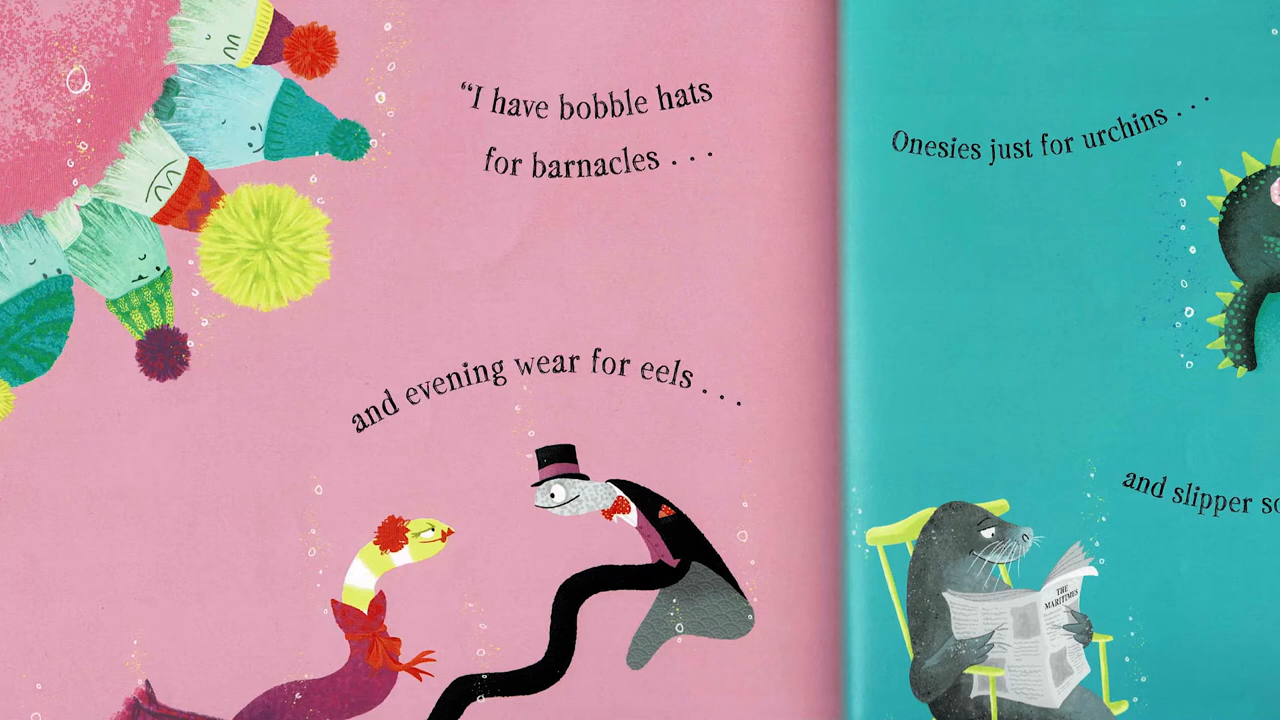 “I have bobble hats
for barnacles . . .
and evening wear for eels . . .
Onesies just for urchins . . .
and slipper
THE
MARITIMES